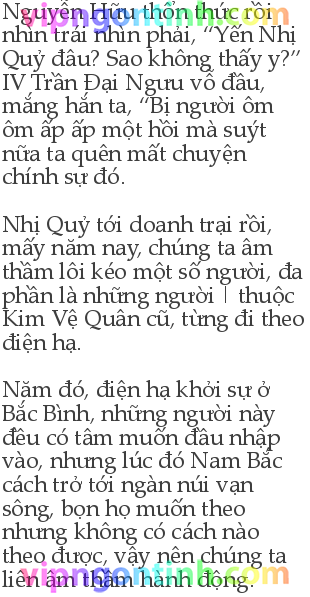 Nguyễn Hữu thổn thức rồi
nhìn trái nhìn phải, “Yến Nhị
Quỷ đâu? Sao không thấy y?”
IV Trần Đại Ngưu vỗ đầu,
mắng hắn ta, “Bị người ôm
ôm ấp ấp một hồi mà suýt
nữa ta quên mất chuyện
chính sự đó.
Nhị Quỷ tới doanh trại rồi,
mấy năm nay, chúng ta âm
thầm lôi kéo một số người, đa
phần là những người | thuộc
Kim Vệ Quân cũ, từng đi theo
điện hạ.
Năm đó, điện hạ khởi sự ở
Bắc Bình, những người này
đều có tâm muốn đầu nhập
vào, nhưng lúc đó Nam Bắc
cách trở tới ngàn núi vạn
sông, bọn họ muốn theo
nhưng không có cách nào
theo được, vậy nên chúng ta
liên âm thầm hành động.
vipngontinh.com
vipngontinh.com